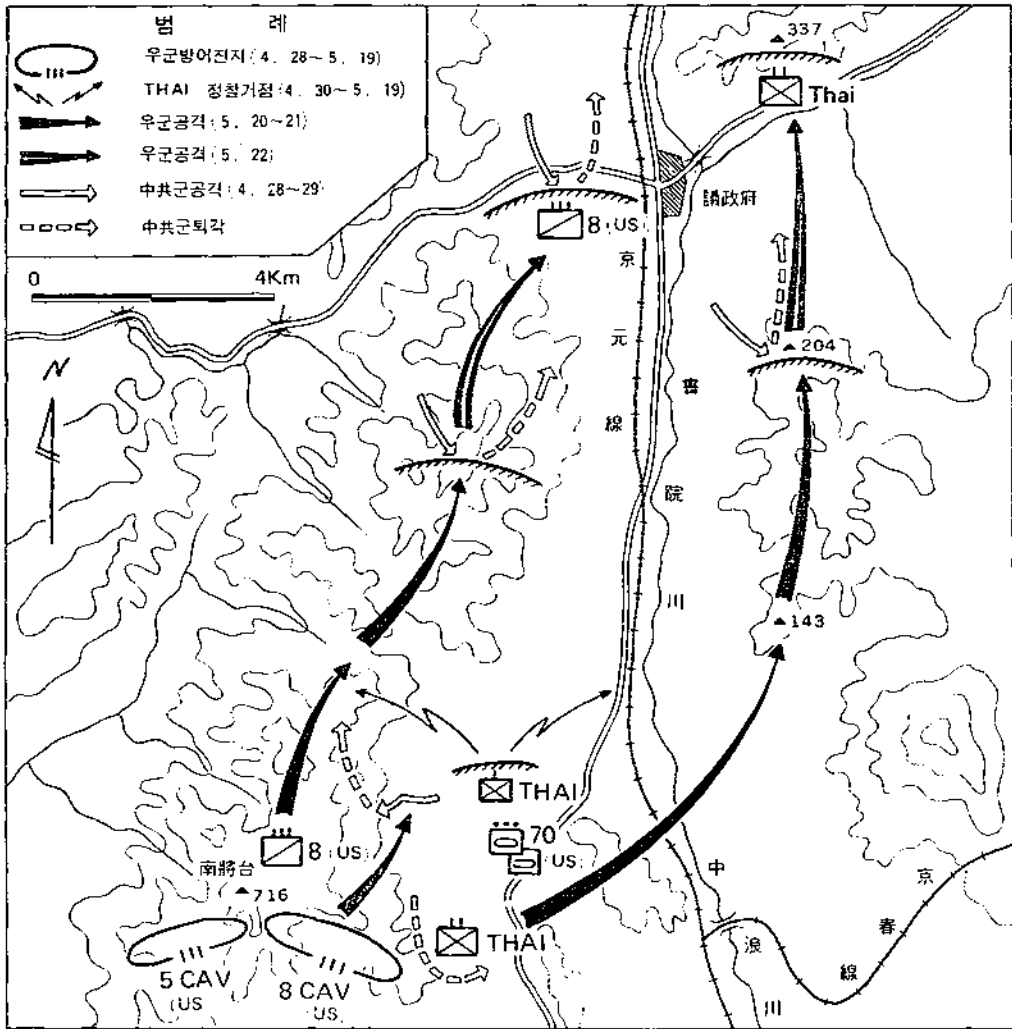 범 례
우군방어진지 (4. 28~5. 19)
THAI 정찰거점 (4. 30~5. 19)
우군공격 (5. 20~21)
우군공격 (5. 22)
中共군공격 (4. 28~29)
中共군퇴각
0 4Km
N
337
Thai
8 (US)
議政府
京元線
204
書院川
143
THAI
70 (US)
8 (US)
南將台
716
THAI
5 CAV
(US
8 CAV
(US)
中浪川
京春線